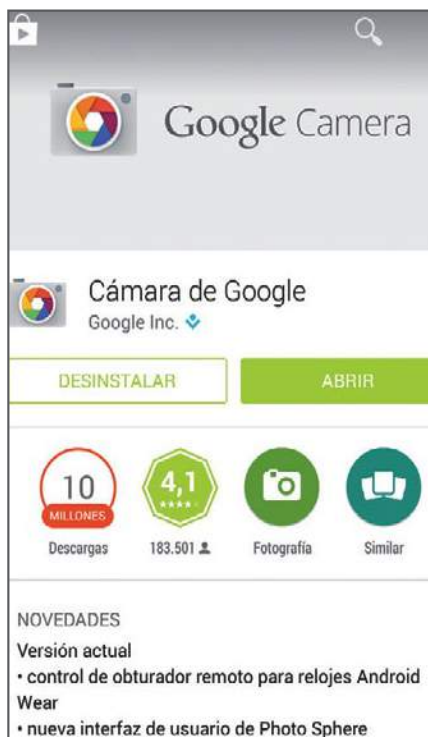 Google Camera
Cámara de Google
Google Inc.
DESINSTALAR
ABRIR
10
MILLONES
Descargas
4,1
183.501
Fotografía
Similar
NOVEDADES
Versión actual
• control de obturador remoto para relojes Android
Wear
• nueva interfaz de usuario de Photo Sphere